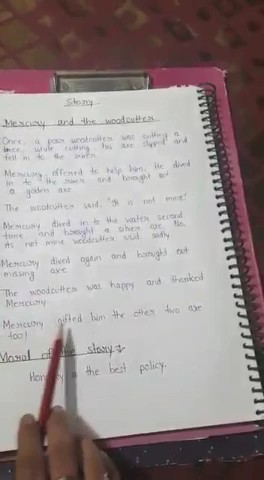 Story
Mercury and the woodcutter
Once, a poor woodcutter was cutting a
tree, while cutting his axe slipped and
fell in to the river
Mercury, offered to help him. He dived
in to the river and brought out
a golden axe.
The woodcutter said, "It is not mine."
Mercury dived in to the water second
time and brought a silver axe. No,
its not mine woodcutter said sadly
Mercury dived again and brought out
missing axe
The woodcutter was happy and thanked
Mercury.
Mercury gifted him the other two axe
too!
Moral of the story
Honesty is the best policy.